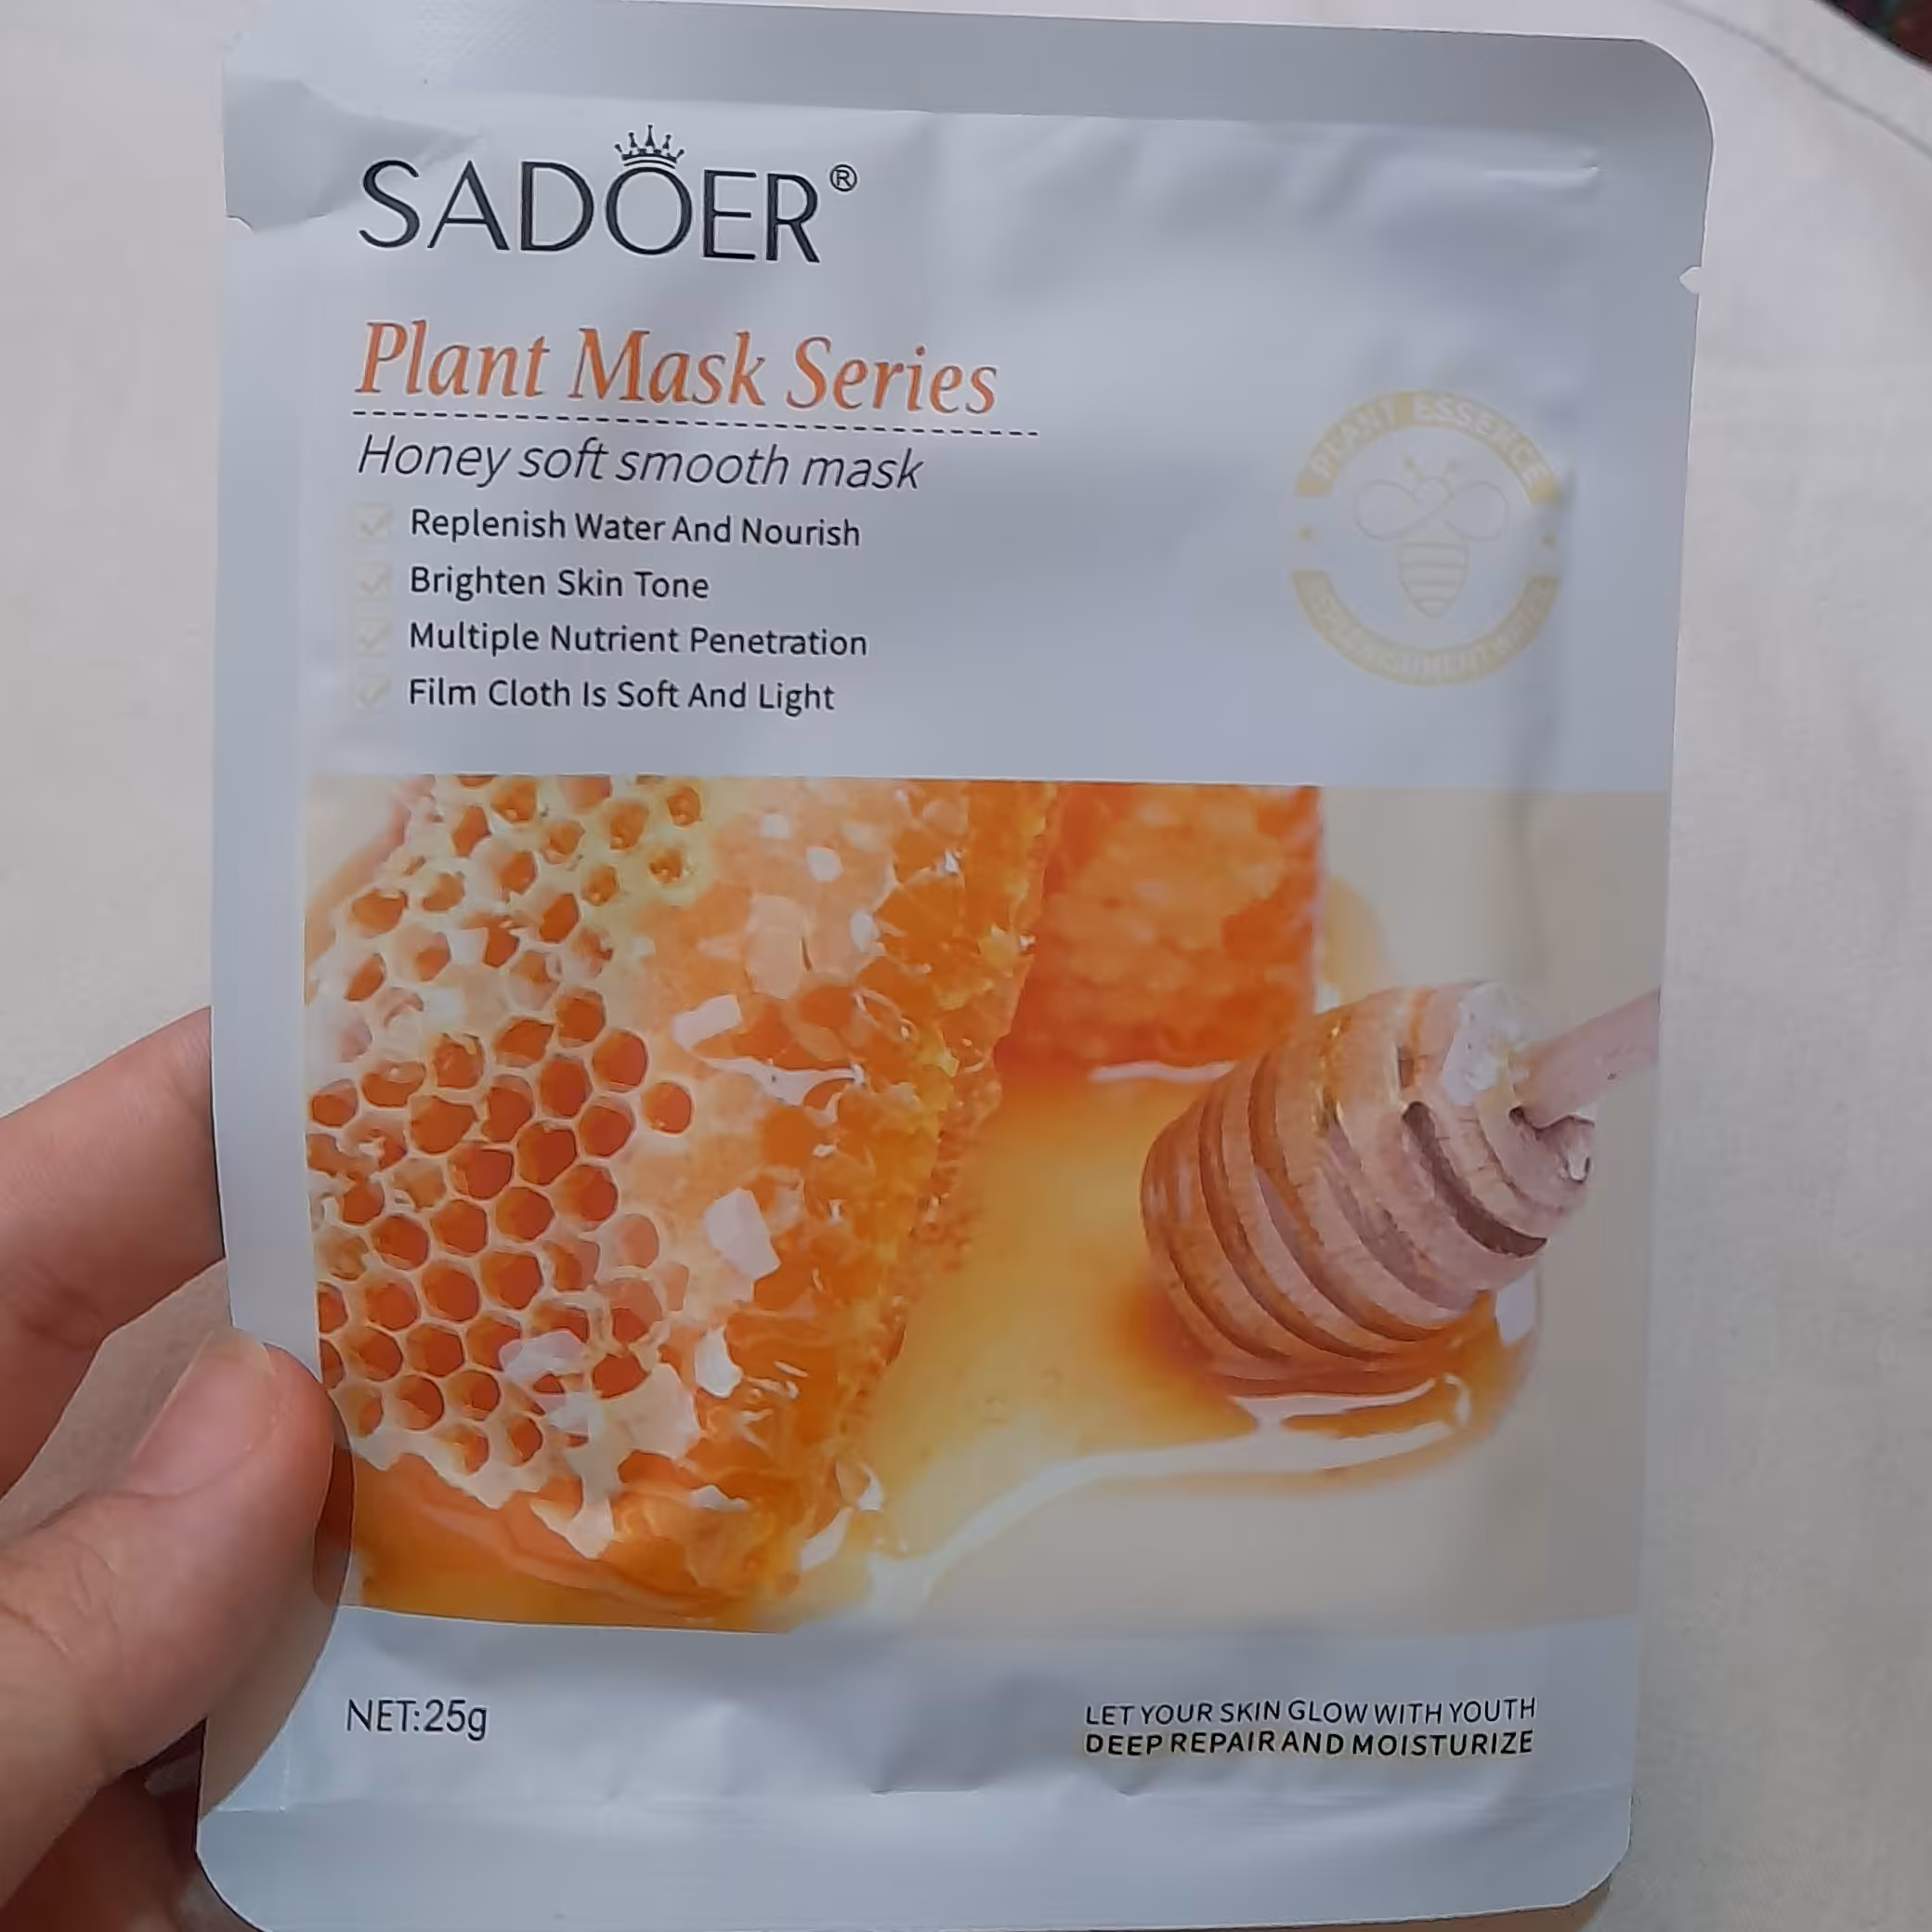 SADOER®
Plant Mask Series
Honey soft smooth mask
Replenish Water And Nourish
Brighten Skin Tone
Multiple Nutrient Penetration
Film Cloth Is Soft And Light
PLANT ESSENCE
NET:25g
LET YOUR SKIN GLOW WITH YOUTH
DEEP REPAIR AND MOISTURIZE